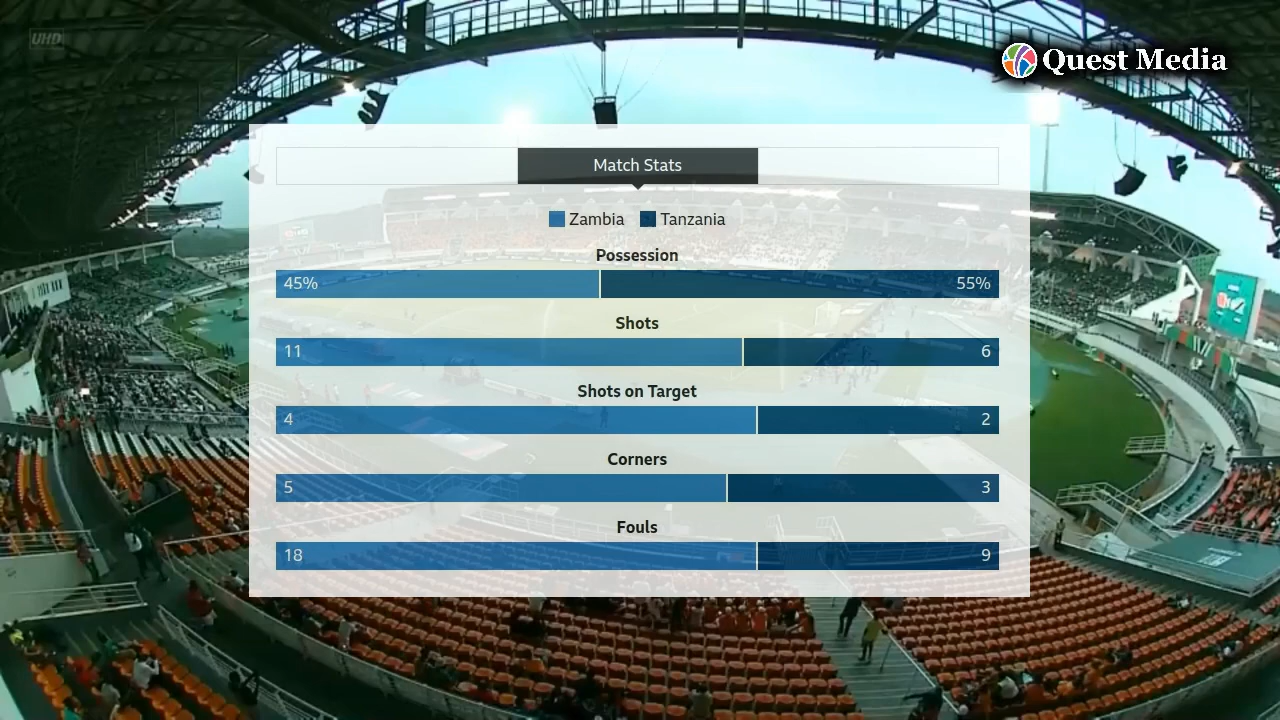 UHD
Quest Media
Match Stats
Zambia Tanzania
Possession
45% 55%
Shots
11 6
Shots on Target
4 2
Corners
5 3
Fouls
18 9